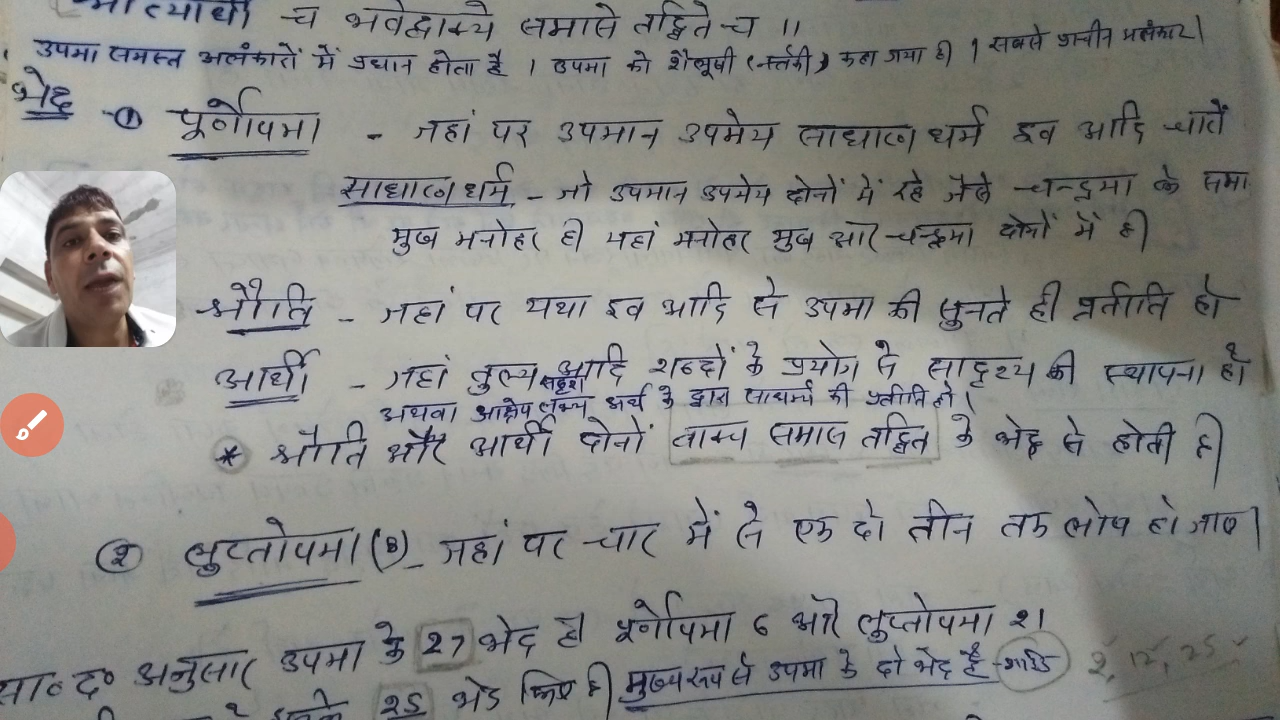 च भवेद्वाक्ये समासे तद्धिते च ॥
उपमा समस्त अलंकारों में प्रधान होता है । उपमा को शैलूषी (नर्तकी) कहा गया है । सबसे प्राचीन अलंकार।
भेद
① पूर्णोपमा - जहां पर उपमान उपमेय साधारण धर्म इव आदि चारों
साधारण धर्म - जो उपमान उपमेय दोनों में रहे जैसे चन्द्रमा के समा
मुख मनोहर है यहां मनोहर मुख और चन्द्रमा दोनों में है
श्रौति - जहां पर यथा इव आदि से उपमा की सुनते ही प्रतीति हो
आर्थी - जहां तुल्य आदि शब्दों के प्रयोग से सादृश्य की स्थापना हो
सदृश
अथवा आक्षेप लभ्य अर्थ के द्वारा साधर्म्य की प्रतीति हो।
* श्रौति और आर्थी दोनों वाक्य समास तद्धित के भेद से होती है
② लुप्तोपमा (B) - जहां पर चार में से एक दो तीन तक लोप हो जाए।
सा० द० अनुसार उपमा के 27 भेद है पूर्णोपमा 6 और लुप्तोपमा 21
25 भेद किए है मुख्य रूप से उपमा के दो भेद है - 2, 12, 25